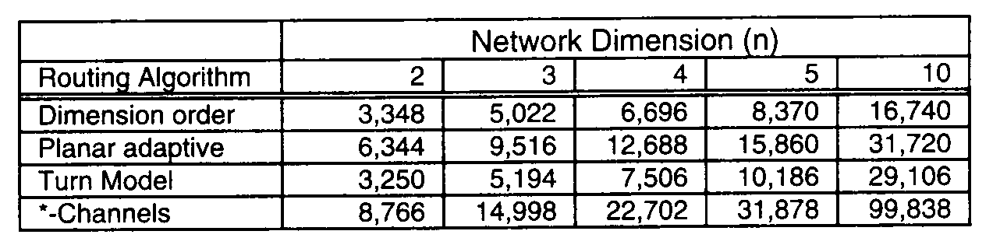 Network Dimension (n)
Routing Algorithm 2 3 4 5 10
Dimension order 3,348 5,022 6,696 8,370 16,740
Planar adaptive 6,344 9,516 12,688 15,860 31,720
Turn Model 3,250 5,194 7,506 10,186 29,106
*-Channels 8,766 14,998 22,702 31,878 99,838